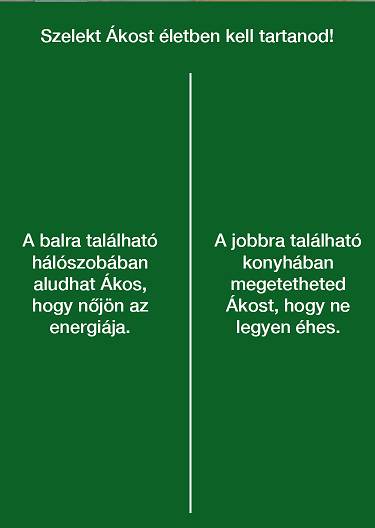 Szelekt Ákost életben kell tartanod!
A balra található
hálószobában
aludhat Ákos,
hogy nőjön az
energiája.
A jobbra található
konyhában
megetetheted
Ákost, hogy ne
legyen éhes.